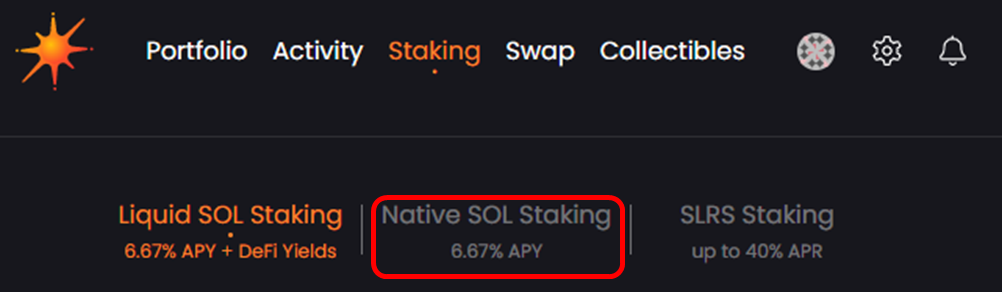 Portfolio Activity Staking Swap Collectibles
Liquid SOL Staking Native SOL Staking SLRS Staking
6.67% APY + DeFi Yields 6.67% APY up to 40% APR